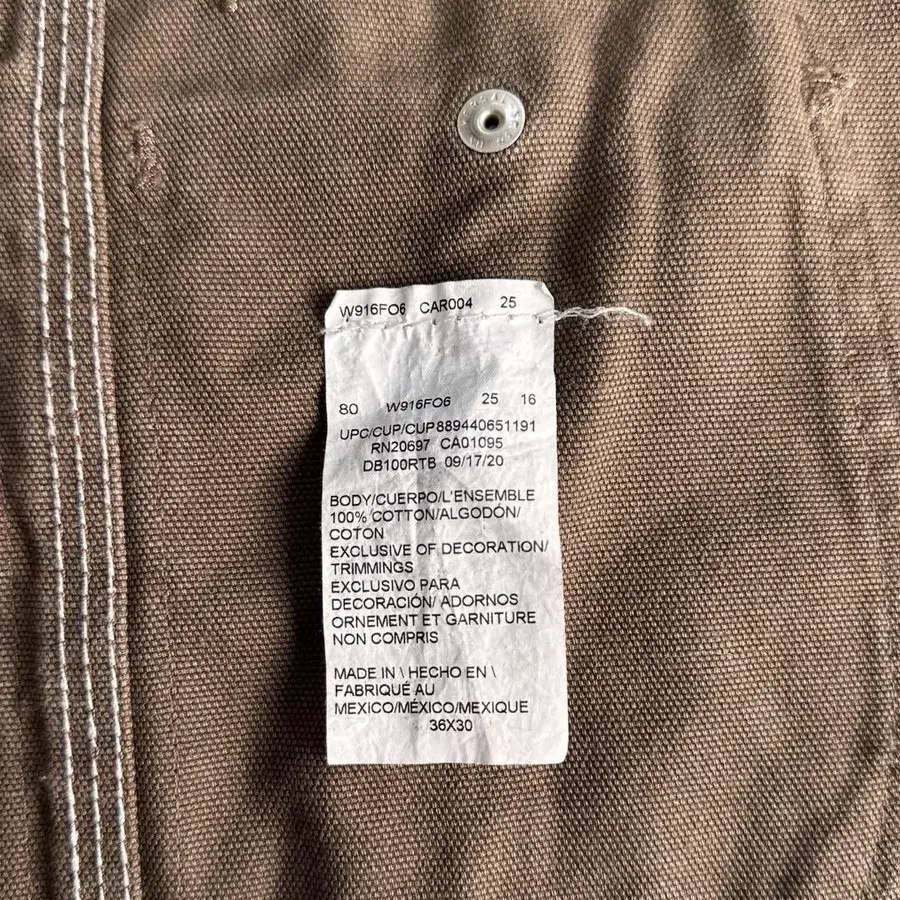 W916FO6 CAR004 25
80 W916FO6 25 16
UPC/CUP/CUP889440651191
RN20697 CA01095
DB100RTB 09/17/20
BODY/CUERPO/L'ENSEMBLE
100% COTTON/ALGODÓN/
COTON
EXCLUSIVE OF DECORATION/
TRIMMINGS
EXCLUSIVO PARA
DECORACIÓN/ ADORNOS
ORNEMENT ET GARNITURE
NON COMPRIS
MADE IN \ HECHO EN \
FABRIQUÉ AU
MEXICO/MÉXICO/MEXIQUE
36X30